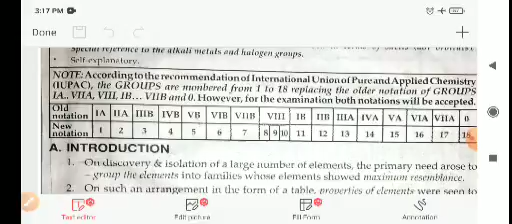 3:17 PM
Done
special reference to the alkali metals and halogen groups.
• Self-explanatory.
NOTE: According to the recommendation of International Union of Pure and Applied Chemistry
(IUPAC), the GROUPS are numbered from 1 to 18 replacing the older notation of GROUPS
IA.. VIIA, VIII, IB... VIIB and 0. However, for the examination both notations will be accepted.
Old notation IA IIA IIIB IVB VB VIB VIIB VIII IB IIB IIIA IVA VA VIA VIIA 0
New notation 1 2 3 4 5 6 7 8 9 10 11 12 13 14 15 16 17 18
A. INTRODUCTION
1. On discovery & isolation of a large number of elements, the primary need arose to
– group the elements into families whose elements showed maximum resemblance.
2. On such an arrangement in the form of a table, properties of elements were seen to
Text editor Edit picture Fill Form Annotation